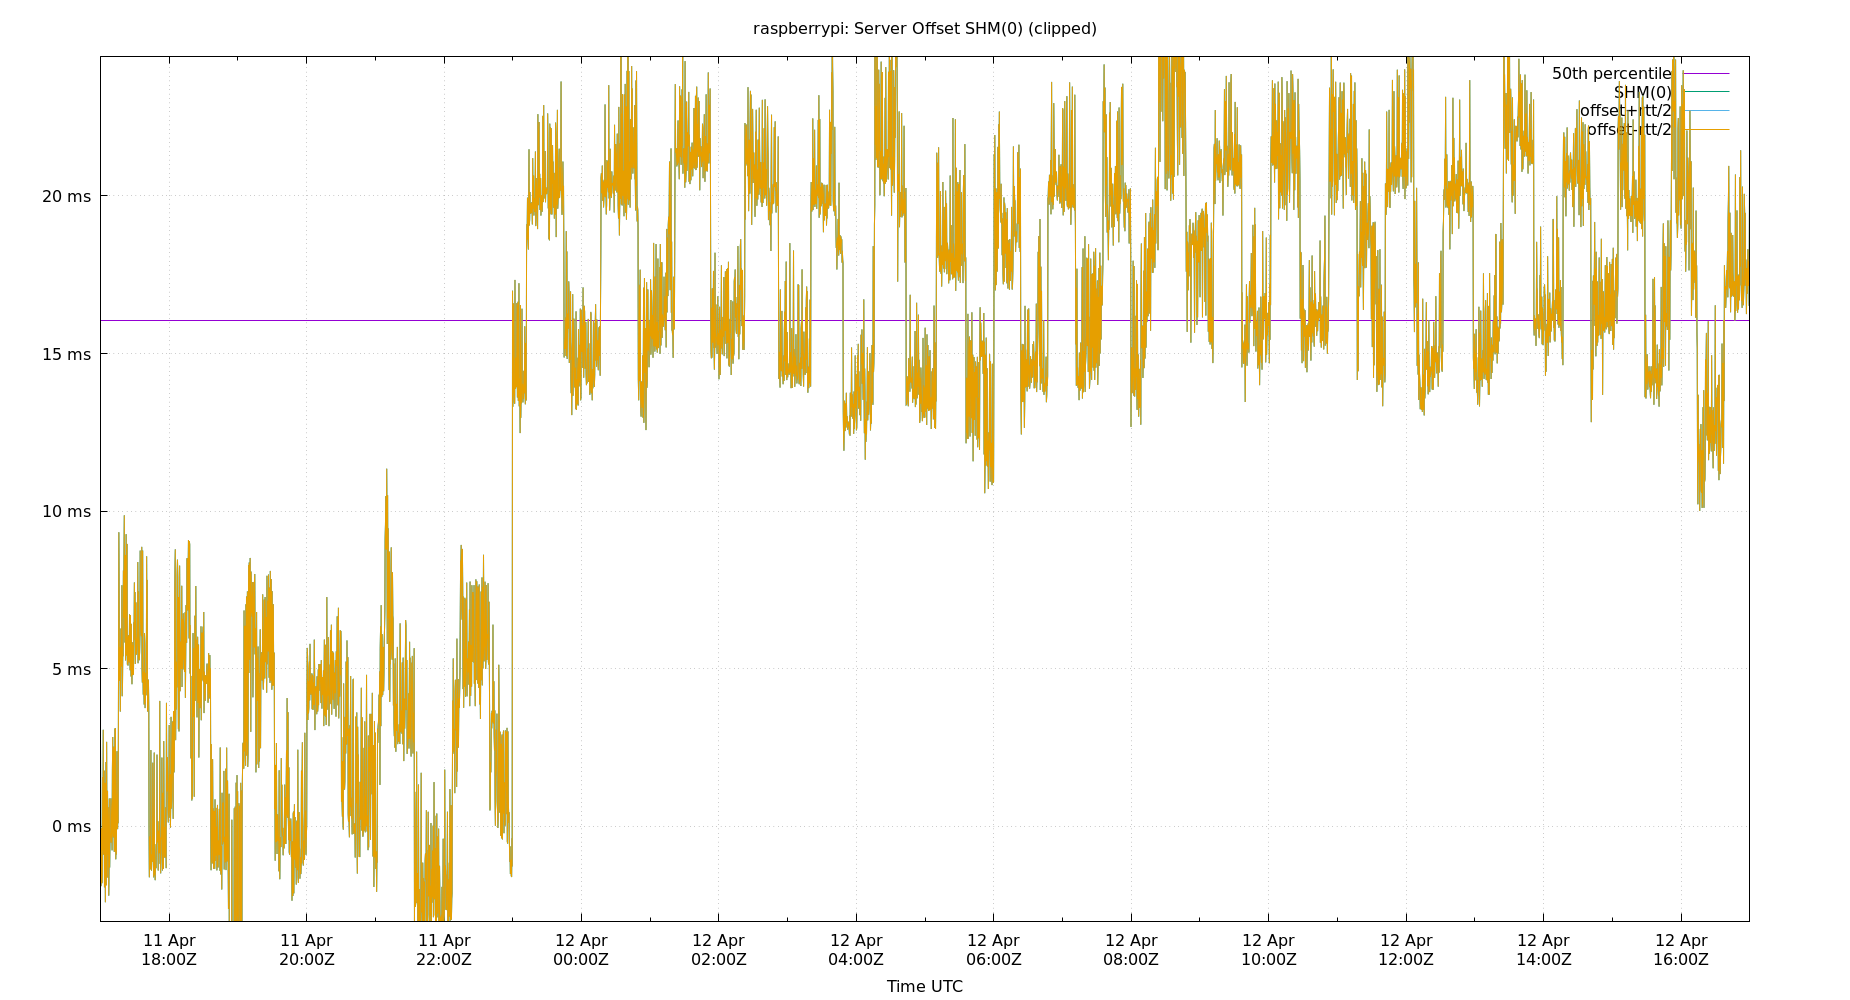 raspberrypi: Server Offset SHM(0) (clipped)
50th percentile
SHM(0)
offset+rtt/2
offset-rtt/2
20 ms
15 ms
10 ms
5 ms
0 ms
11 Apr 11 Apr 11 Apr 12 Apr 12 Apr 12 Apr 12 Apr 12 Apr 12 Apr 12 Apr 12 Apr 12 Apr
18:00Z 20:00Z 22:00Z 00:00Z 02:00Z 04:00Z 06:00Z 08:00Z 10:00Z 12:00Z 14:00Z 16:00Z
Time UTC